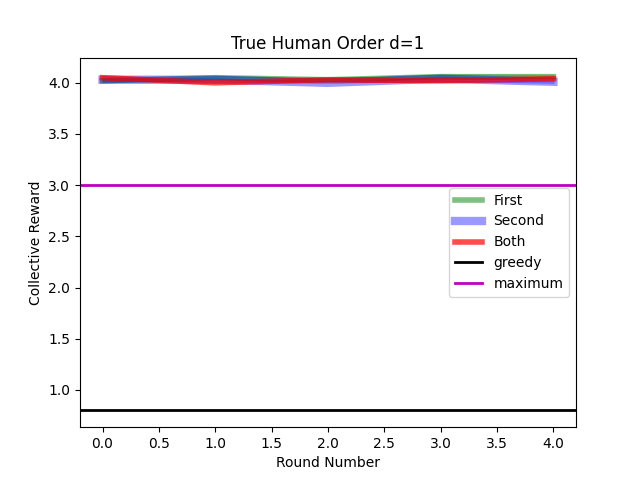 True Human Order d=1
Collective Reward
4.0
3.5
3.0
2.5
2.0
1.5
1.0
First
Second
Both
greedy
maximum
0.0 0.5 1.0 1.5 2.0 2.5 3.0 3.5 4.0
Round Number